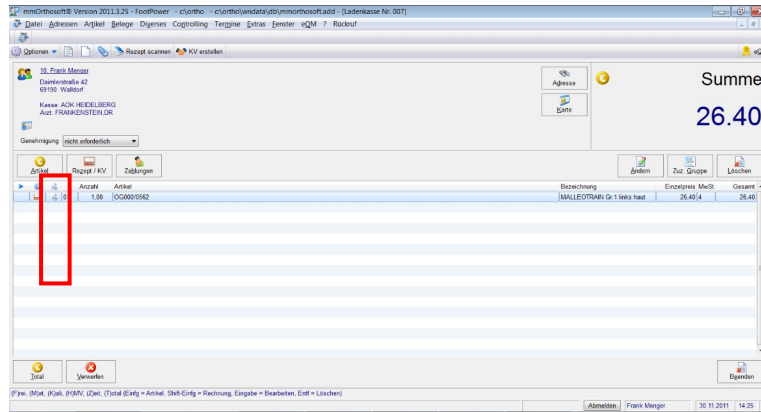 mmOrthosoft® Version 2011.3.25 - FootPower - c\ortho - c\ortho\wndata\db\mmorthosoft.add - [Ladenkasse Nr. 007]
Datei Adressen Artikel Belege Diverses Controlling Termine Extras Fenster eQM ? Rückruf
Optionen Rezept scannen KV erstellen
10. Frank Menger
Daimlerstraße 42
69190 Walldorf
Kasse: AOK HEIDELBERG
Arzt: FRANKENSTEIN,DR
Genehmigung nicht erforderlich
Adresse
Karte
Summe
26.40
Artikel Rezept / KV Zahlungen Ändern Zuz. Gruppe Löschen
Anzahl Artikel Bezeichnung Einzelpreis MwSt Gesamt
0 1,00 OG000/0562 MALLEOTRAIN Gr.1 links haut 26,40 4 26,40
Total Verwerfen Beenden
(F)rei, (M)at, (K)alk, (H)MV, (Z)eit, (T)otal (Einfg = Artikel, Shift-Einfg = Rechnung, Eingabe = Bearbeiten, Entf = Löschen)
Abmelden Frank Menger 30.11.2011 14:25